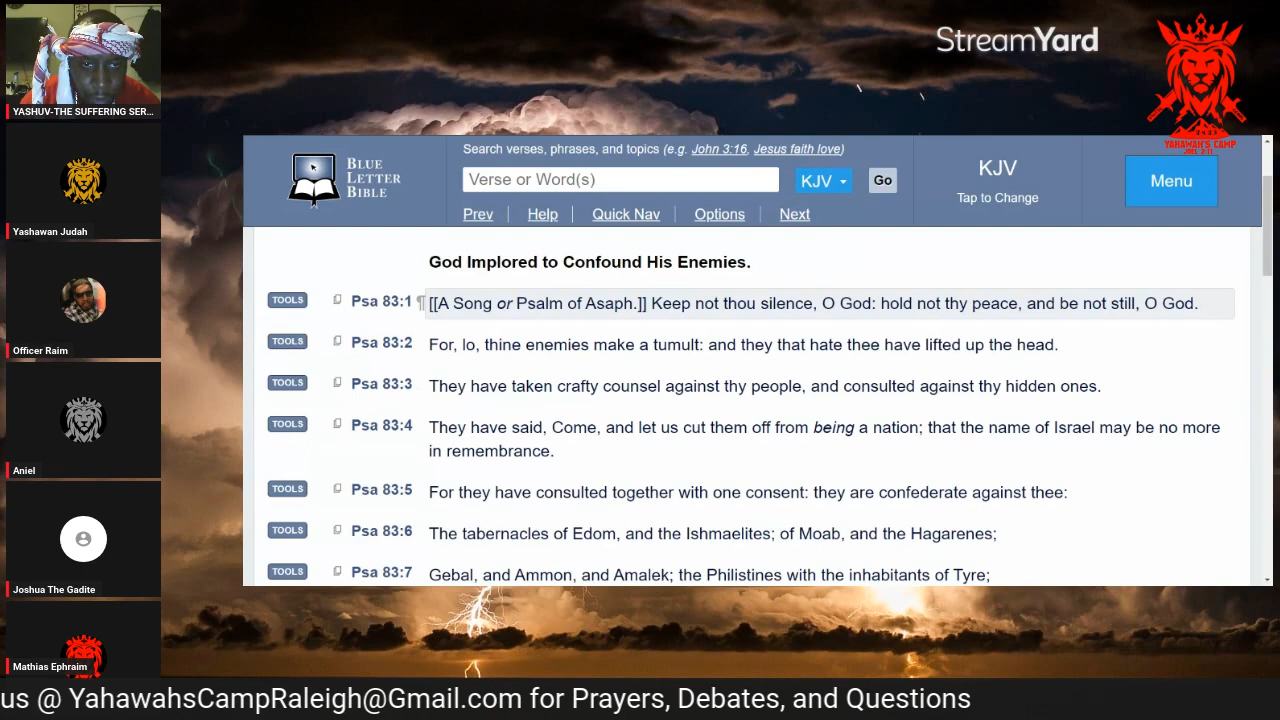 StreamYard
YAHAWAH'S CAMP
JOEL 2:11
YASHUV-THE SUFFERING SER...
Yashawan Judah
Officer Raim
Aniel
Joshua The Gadite
Mathias Ephraim
BLUE
LETTER
BIBLE
Search verses, phrases, and topics (e.g. John 3:16, Jesus faith love)
Verse or Word(s)
KJV
Go
Prev
Help
Quick Nav
Options
Next
KJV
Tap to Change
Menu
God Implored to Confound His Enemies.
TOOLS Psa 83:1 ¶ [[A Song or Psalm of Asaph.]] Keep not thou silence, O God: hold not thy peace, and be not still, O God.
TOOLS Psa 83:2 For, lo, thine enemies make a tumult: and they that hate thee have lifted up the head.
TOOLS Psa 83:3 They have taken crafty counsel against thy people, and consulted against thy hidden ones.
TOOLS Psa 83:4 They have said, Come, and let us cut them off from being a nation; that the name of Israel may be no more
in remembrance.
TOOLS Psa 83:5 For they have consulted together with one consent: they are confederate against thee:
TOOLS Psa 83:6 The tabernacles of Edom, and the Ishmaelites; of Moab, and the Hagarenes;
TOOLS Psa 83:7 Gebal, and Ammon, and Amalek; the Philistines with the inhabitants of Tyre;
us @ YahawahsCampRaleigh@Gmail.com for Prayers, Debates, and Questions